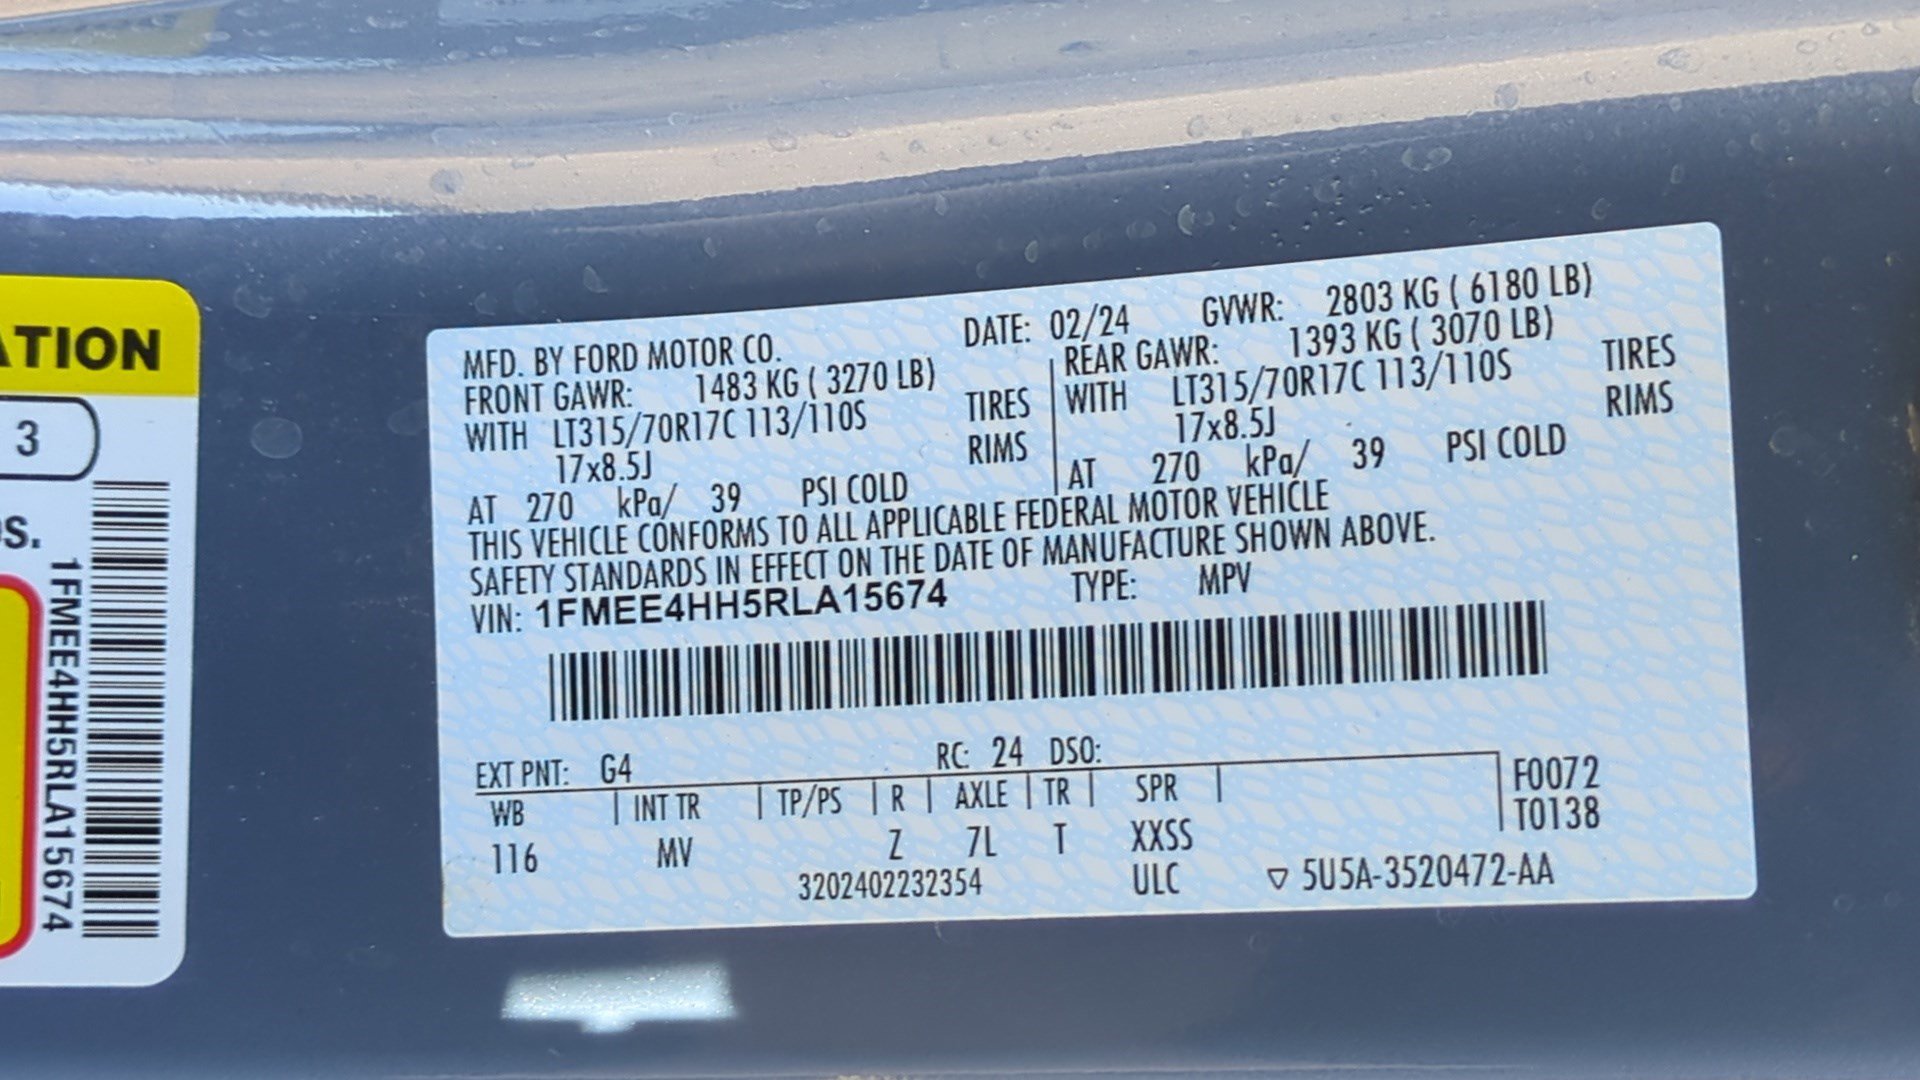 ATION
3
S.
1FMEE4HH5RLA15674
MFD. BY FORD MOTOR CO. DATE: 02/24 GVWR: 2803 KG ( 6180 LB)
FRONT GAWR: 1483 KG ( 3270 LB) REAR GAWR: 1393 KG ( 3070 LB)
WITH LT315/70R17C 113/110S TIRES WITH LT315/70R17C 113/110S TIRES
17x8.5J RIMS 17x8.5J RIMS
AT 270 kPa/ 39 PSI COLD AT 270 kPa/ 39 PSI COLD
THIS VEHICLE CONFORMS TO ALL APPLICABLE FEDERAL MOTOR VEHICLE
SAFETY STANDARDS IN EFFECT ON THE DATE OF MANUFACTURE SHOWN ABOVE.
VIN: 1FMEE4HH5RLA15674 TYPE: MPV
EXT PNT: G4 RC: 24 DSO:
WB INT TR TP/PS R AXLE TR SPR F0072
T0138
116 MV Z 7L T XXSS
3202402232354 ULC ▽ 5U5A-3520472-AA